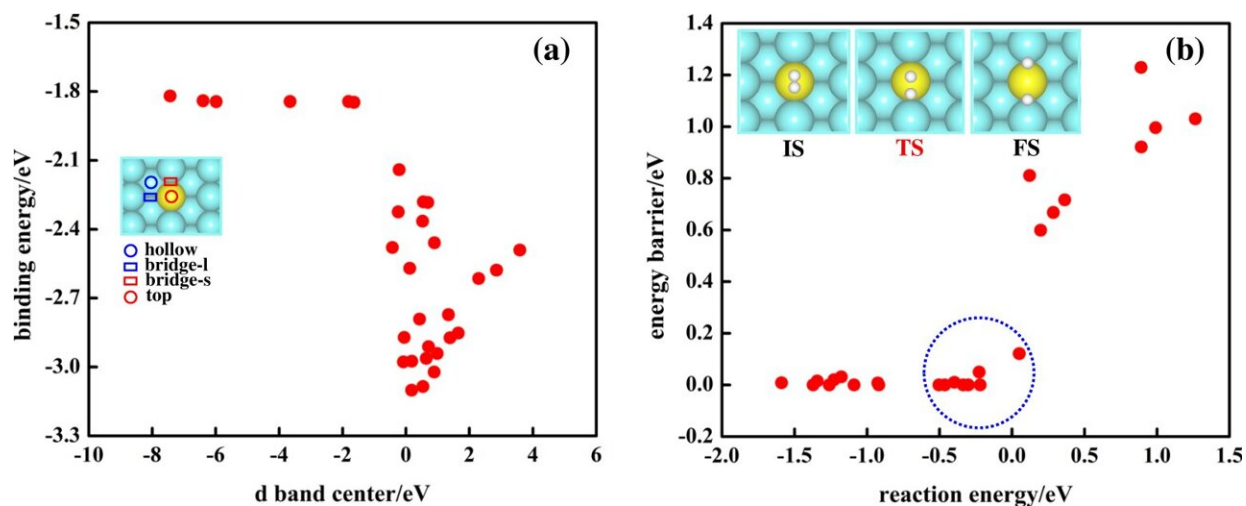 (a)
-1.5
-1.8
-2.1
-2.4
-2.7
-3.0
-3.3
binding energy/eV
hollow
bridge-l
bridge-s
top
-10 -8 -6 -4 -2 0 2 4 6
d band center/eV
(b)
1.4
1.2
1.0
0.8
0.6
0.4
0.2
0.0
-0.2
energy barrier/eV
IS TS FS
-2.0 -1.5 -1.0 -0.5 0.0 0.5 1.0 1.5
reaction energy/eV